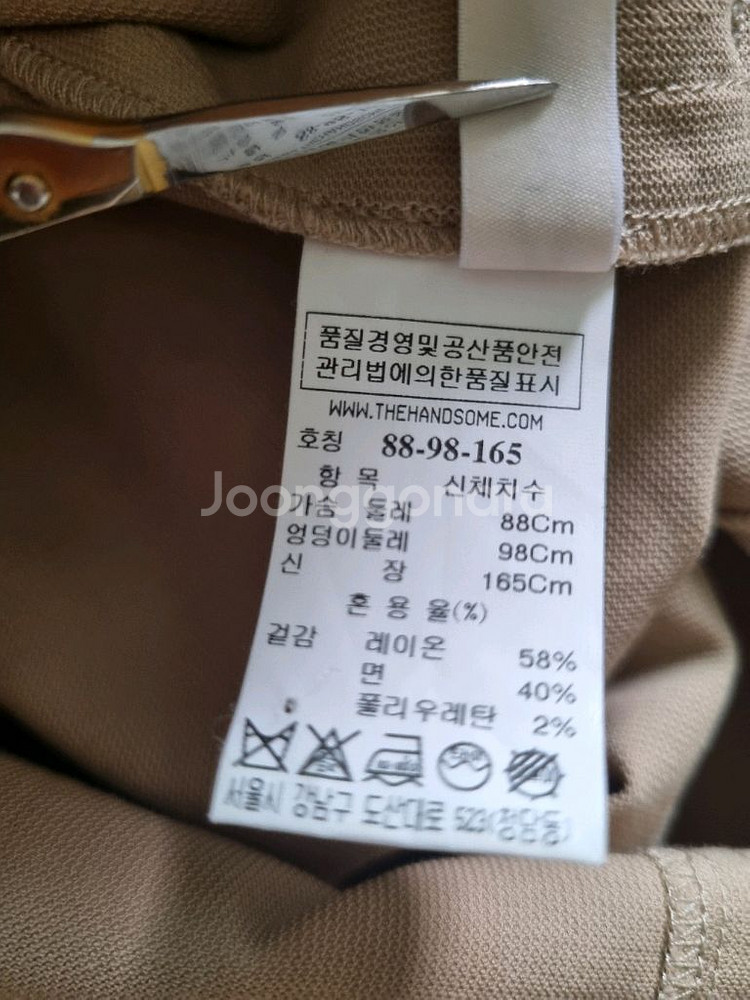 품질경영및공산품안전
관리법에의한품질표시
WWW.THEHANDSOME.COM
호칭 88-98-165
항 목 신체치수
가슴 둘레 88Cm
엉덩이둘레 98Cm
신 장 165Cm
혼 용 율(%)
겉감 레이온 58%
면 40%
폴리우레탄 2%
서울시 강남구 도산대로 523(청담동)
Joonggonara